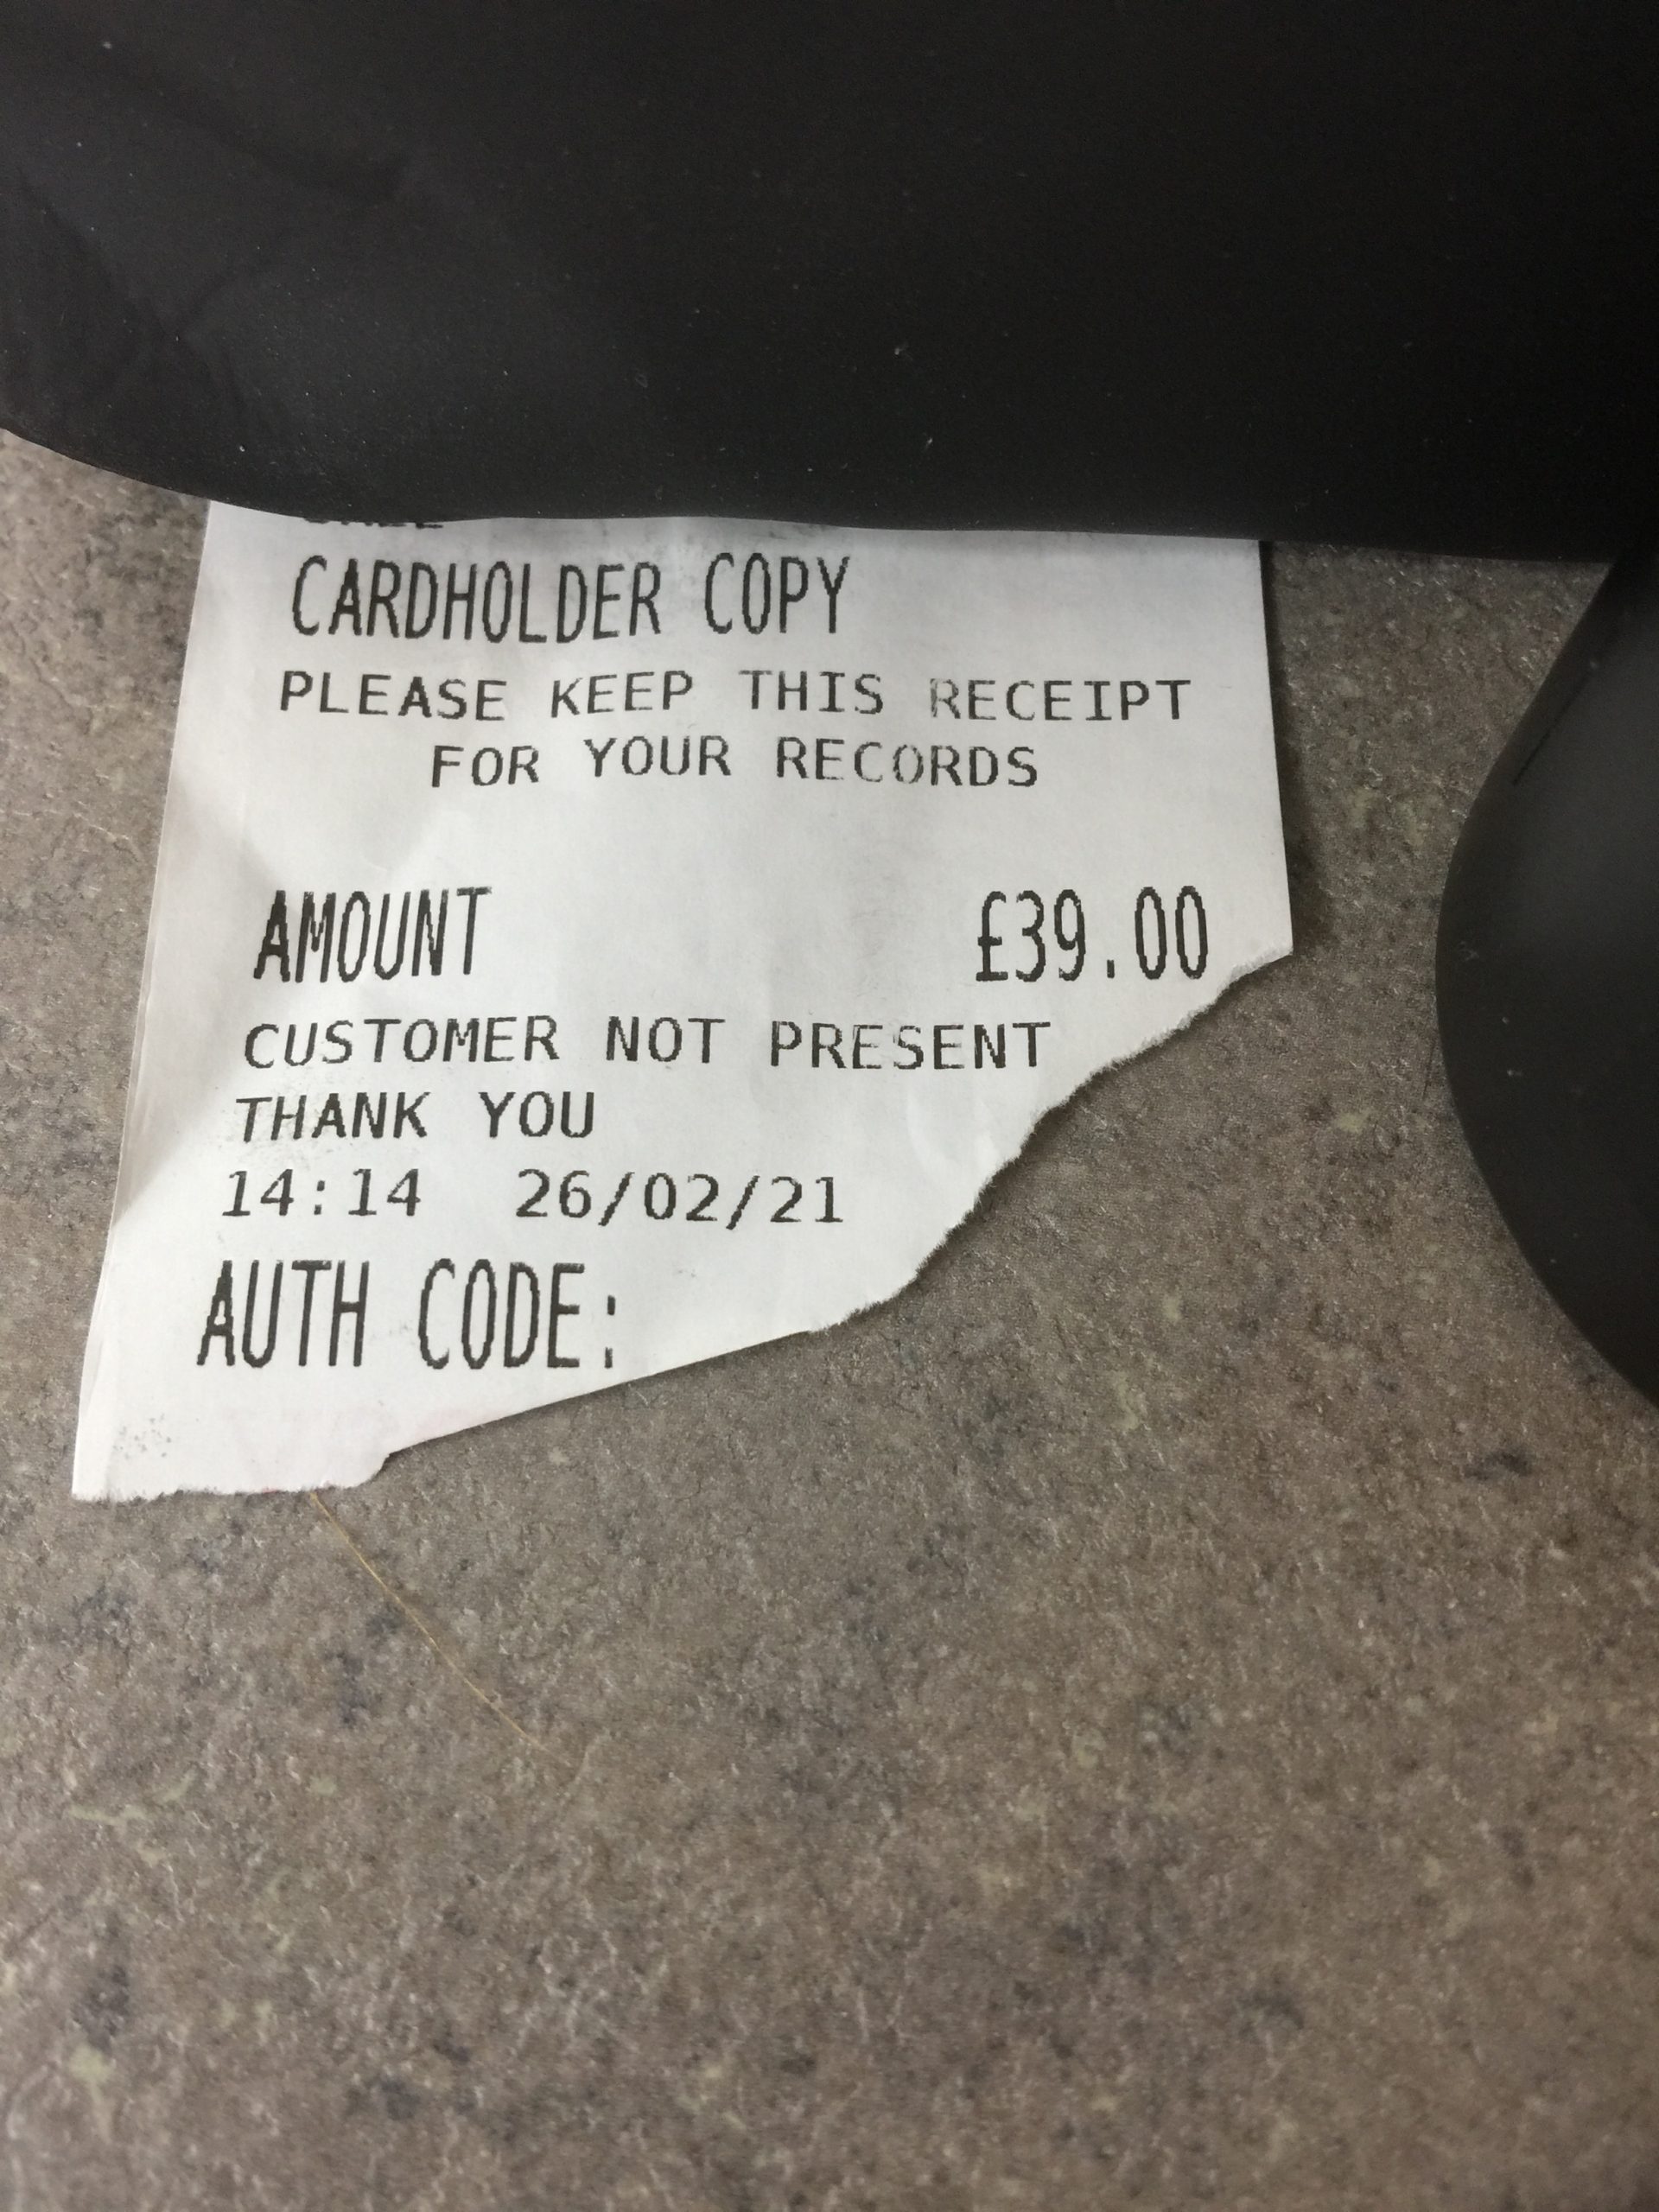 CARDHOLDER COPY
PLEASE KEEP THIS RECEIPT
FOR YOUR RECORDS
AMOUNT £39.00
CUSTOMER NOT PRESENT
THANK YOU
14:14 26/02/21
AUTH CODE: